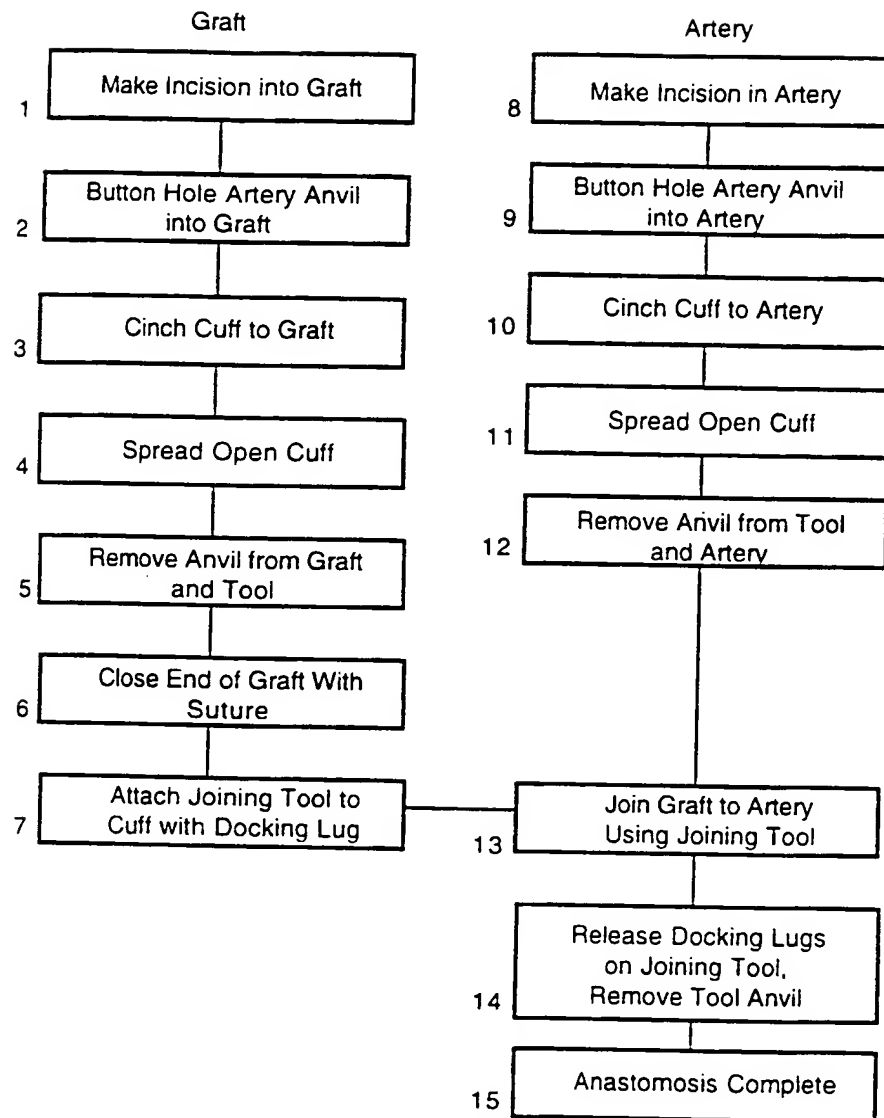 Graft
1
Make Incision into Graft
2
Button Hole Artery Anvil
into Graft
3
Cinch Cuff to Graft
4
Spread Open Cuff
5
Remove Anvil from Graft
and Tool
6
Close End of Graft With
Suture
7
Attach Joining Tool to
Cuff with Docking Lug
Artery
8
Make Incision in Artery
9
Button Hole Artery Anvil
into Artery
10
Cinch Cuff to Artery
11
Spread Open Cuff
12
Remove Anvil from Tool
and Artery
13
Join Graft to Artery
Using Joining Tool
14
Release Docking Lugs
on Joining Tool,
Remove Tool Anvil
15
Anastomosis Complete